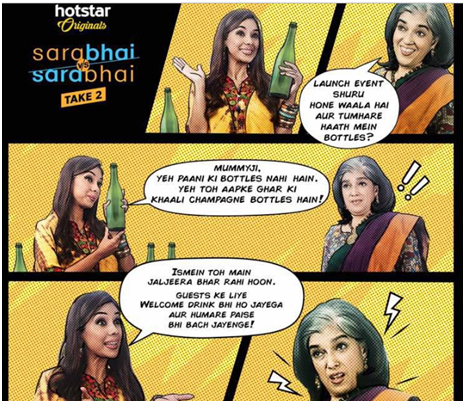 hotstar
Originals
sarabhai
vs
sarabhai
TAKE 2
LAUNCH EVENT
SHURU
HONE WAALA HAI
AUR TUMHARE
HAATH MEIN
BOTTLES?
MUMMYJI,
YEH PAANI KI BOTTLES NAHI HAIN.
YEH TOH AAPKE GHAR KI
KHAALI CHAMPAGNE BOTTLES HAIN!
!!
ISMEIN TOH MAIN
JALJEERA BHAR RAHI HOON.
GUESTS KE LIYE
WELCOME DRINK BHI HO JAYEGA
AUR HUMARE PAISE
BHI BACH JAYENGE!